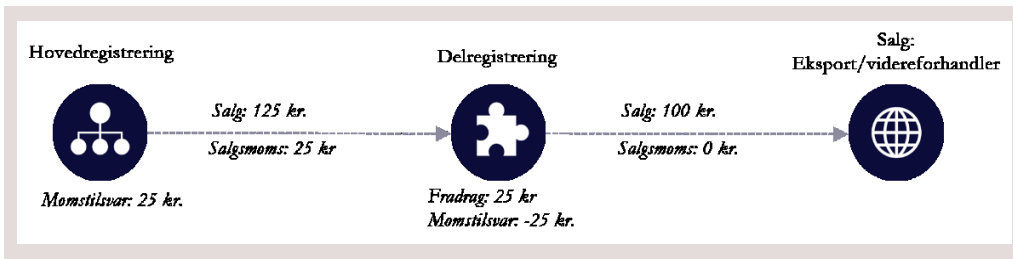 Hovedregistrering
Delregistrering
Salg:
Eksport/videreforhandler
Salg: 125 kr.
Salgsmoms: 25 kr
Salg: 100 kr.
Salgsmoms: 0 kr.
Momstilsvar: 25 kr.
Fradrag: 25 kr
Momstilsvar: -25 kr.